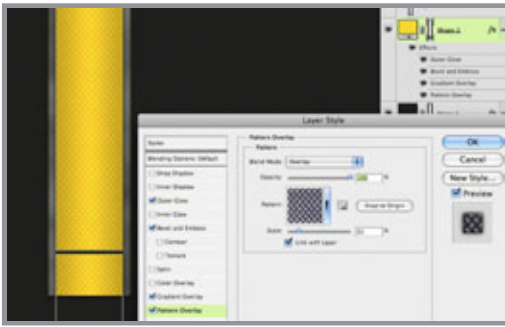 Shape 1
Effects
Outer Glow
Bevel and Emboss
Gradient Overlay
Pattern Overlay
Layer Style
Styles
Blending Options: Default
Drop Shadow
Inner Shadow
Outer Glow
Inner Glow
Bevel and Emboss
Contour
Texture
Satin
Color Overlay
Gradient Overlay
Pattern Overlay
Pattern Overlay
Pattern
Blend Mode: Overlay
Opacity: %
Pattern:
Snap to Origin
Scale: %
Link with Layer
OK
Cancel
New Style...
Preview